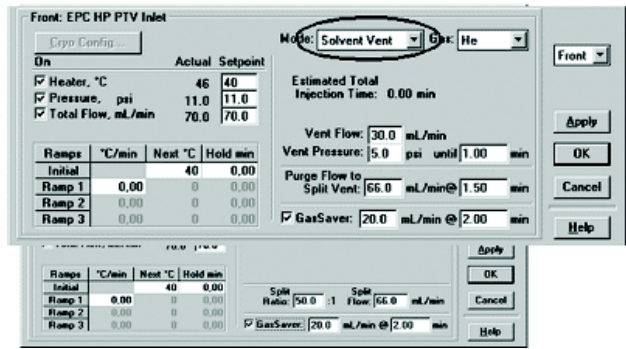 Front: EPC HP PTV Inlet
Cryo Config...
Mode: Solvent Vent Gas: He
Front
On Actual Setpoint
Heater, °C 46 40
Pressure, psi 11.0 11.0
Total Flow, mL/min 70.0 70.0
Estimated Total
Injection Time: 0.00 min
Vent Flow: 30.0 mL/min
Vent Pressure: 5.0 psi until 1.00 min
Purge Flow to
Split Vent: 66.0 mL/min@ 1.50 min
GasSaver: 20.0 mL/min @ 2.00 min
Ramps °C/min Next °C Hold min
Initial 40 0,00
Ramp 1 0,00 0 0,00
Ramp 2 0,00 0 0,00
Ramp 3 0,00 0 0,00
Apply
OK
Cancel
Help
70.0 70.0
Ramps °C/min Next °C Hold min
Initial 40 0,00
Ramp 1 0,00 0 0,00
Ramp 2 0,00 0 0,00
Ramp 3 0,00 0 0,00
Split Ratio: 50.0 :1 Split Flow: 66.0 mL/min
GasSaver: 20.0 mL/min @ 2.00 min
Apply
OK
Cancel
Help